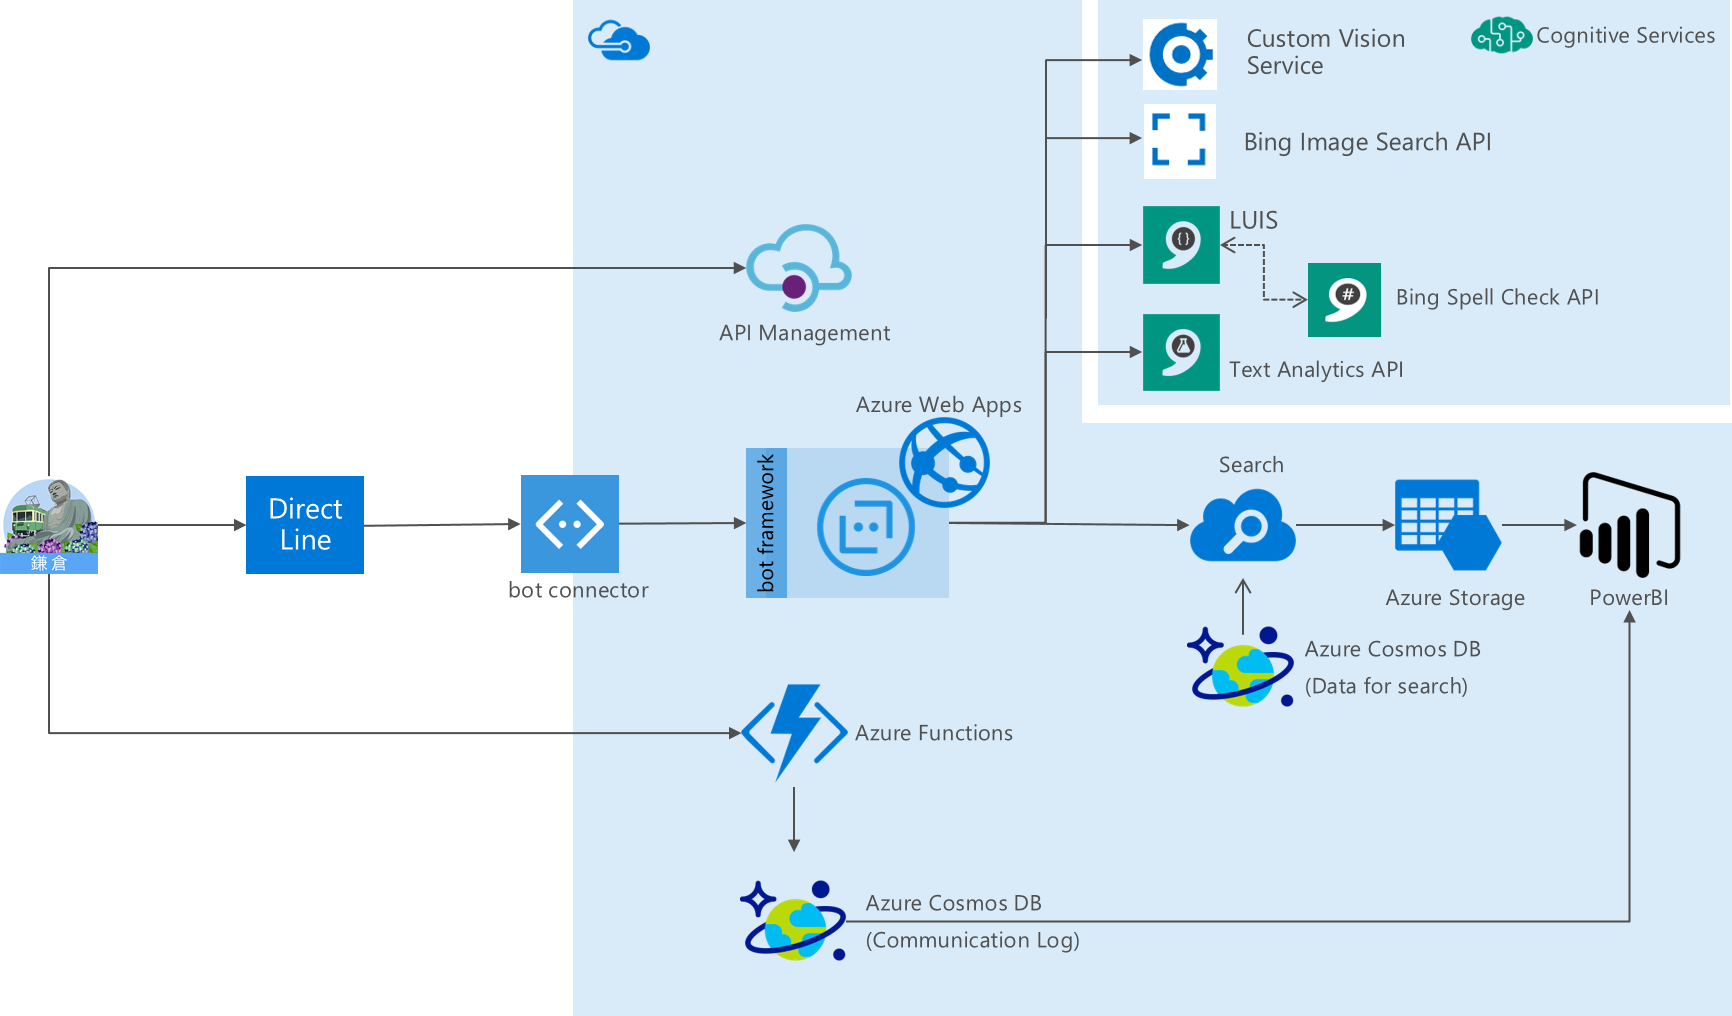 Custom Vision
Service
Cognitive Services
Bing Image Search API
LUIS
Bing Spell Check API
Text Analytics API
API Management
Azure Web Apps
bot framework
Search
Direct
Line
鎌倉
bot connector
Azure Storage
PowerBI
Azure Cosmos DB
(Data for search)
Azure Functions
Azure Cosmos DB
(Communication Log)